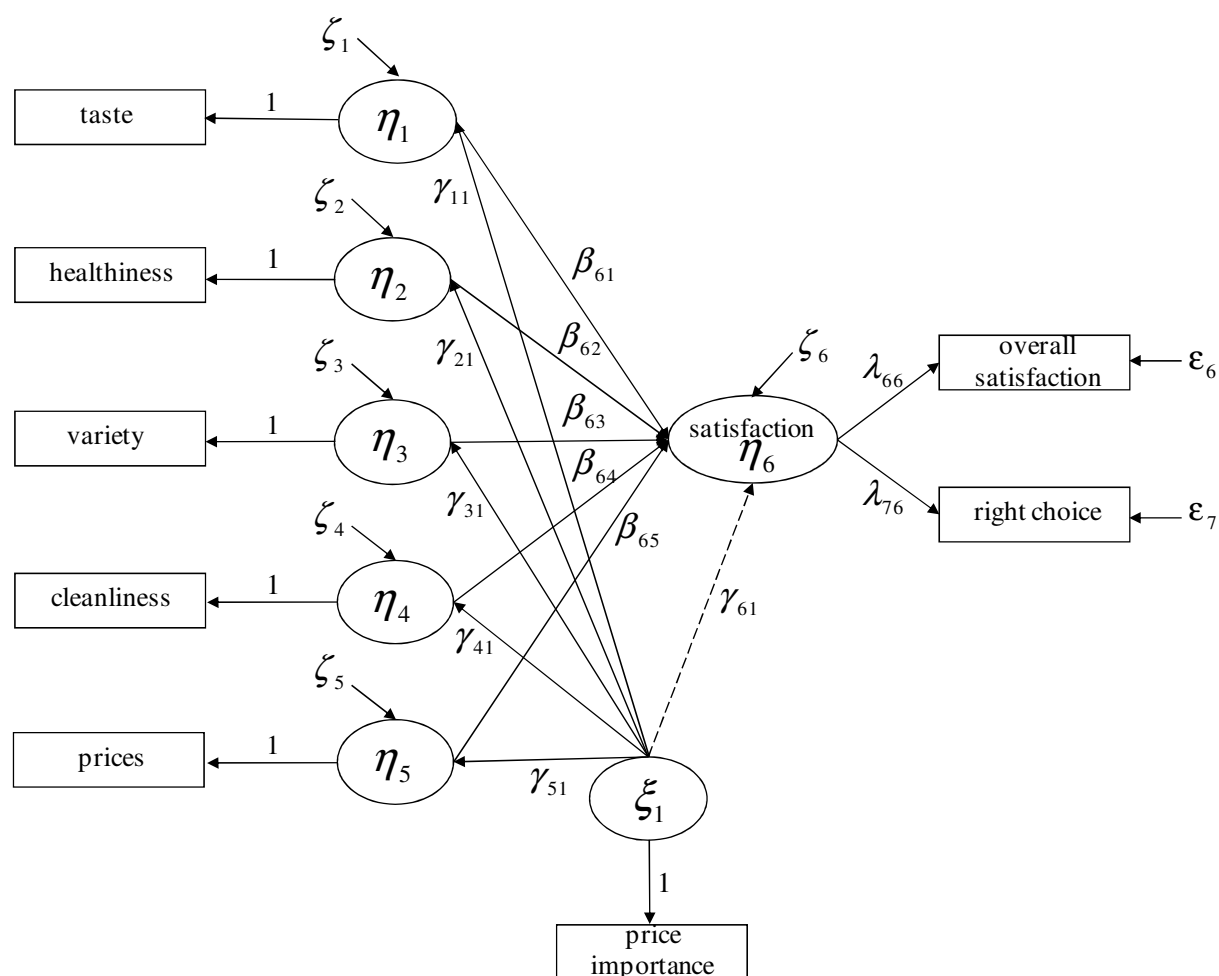 ζ₁
taste
1
η₁
γ₁₁
ζ₂
healthiness
1
η₂
β₆₁
γ₂₁
β₆₂
ζ₃
ζ₆
variety
1
η₃
β₆₃
satisfaction
η₆
λ₆₆
overall
satisfaction
ε₆
γ₃₁
β₆₄
λ₇₆
right choice
ε₇
ζ₄
β₆₅
cleanliness
1
η₄
γ₄₁
γ₆₁
ζ₅
prices
1
η₅
γ₅₁
ξ₁
1
price
importance